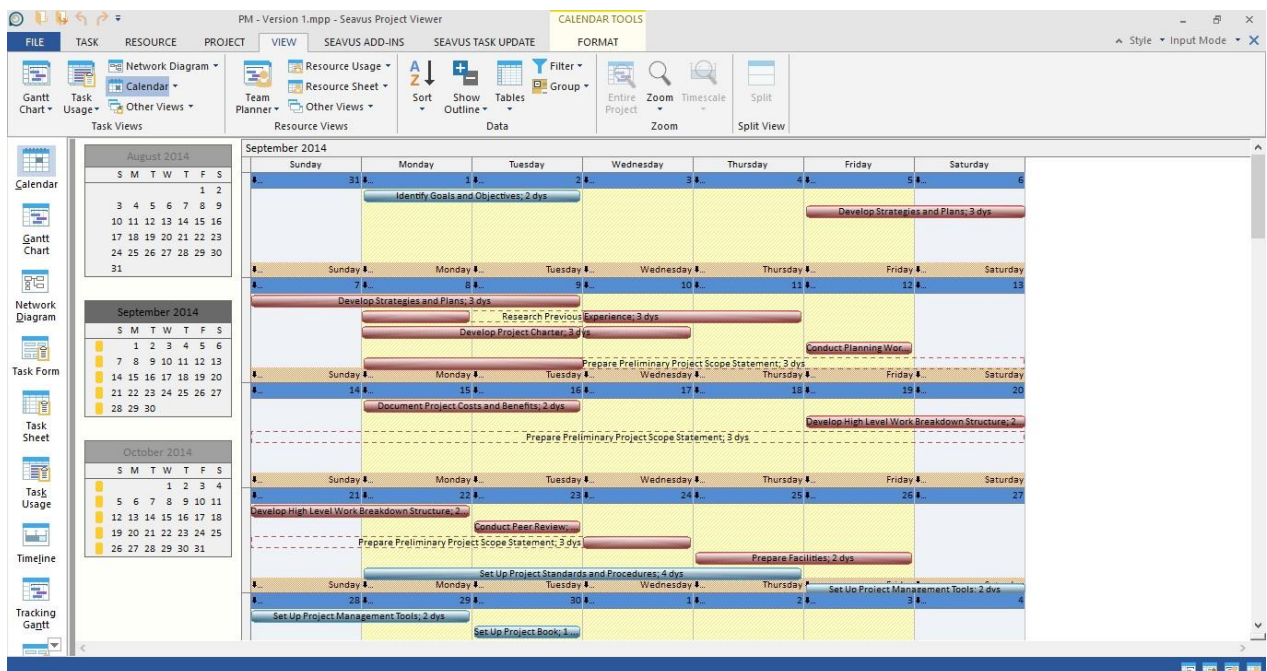 PM - Version 1.mpp - Seavus Project Viewer
CALENDAR TOOLS
FILE TASK RESOURCE PROJECT VIEW SEAVUS ADD-INS SEAVUS TASK UPDATE FORMAT
Style Input Mode
Gantt Chart
Task Usage
Network Diagram
Calendar
Other Views
Task Views
Team Planner
Resource Usage
Resource Sheet
Other Views
Resource Views
Sort
Show Outline
Tables
Filter
Group
Data
Entire Project
Zoom
Timescale
Zoom
Split
Split View
Calendar
Gantt
Chart
Network
Diagram
Task Form
Task
Sheet
Task
Usage
Timeline
Tracking
Gantt
August 2014
S M T W T F S
1 2
3 4 5 6 7 8 9
10 11 12 13 14 15 16
17 18 19 20 21 22 23
24 25 26 27 28 29 30
31
September 2014
S M T W T F S
1 2 3 4 5 6
7 8 9 10 11 12 13
14 15 16 17 18 19 20
21 22 23 24 25 26 27
28 29 30
October 2014
S M T W T F S
1 2 3 4
5 6 7 8 9 10 11
12 13 14 15 16 17 18
19 20 21 22 23 24 25
26 27 28 29 30 31
September 2014
Sunday Monday Tuesday Wednesday Thursday Friday Saturday
31 1 2 3 4 5 6
Identify Goals and Objectives; 2 dys
Develop Strategies and Plans; 3 dys
Sunday Monday Tuesday Wednesday Thursday Friday Saturday
7 8 9 10 11 12 13
Develop Strategies and Plans; 3 dys
Research Previous Experience; 3 dys
Develop Project Charter; 3 dys
Conduct Planning Wor...
Prepare Preliminary Project Scope Statement; 3 dys
Sunday Monday Tuesday Wednesday Thursday Friday Saturday
14 15 16 17 18 19 20
Document Project Costs and Benefits; 2 dys
Develop High Level Work Breakdown Structure; 2...
Prepare Preliminary Project Scope Statement; 3 dys
Sunday Monday Tuesday Wednesday Thursday Friday Saturday
21 22 23 24 25 26 27
Develop High Level Work Breakdown Structure; 2...
Conduct Peer Review; ...
Prepare Preliminary Project Scope Statement; 3 dys
Prepare Facilities; 2 dys
Set Up Project Standards and Procedures; 4 dys
Sunday Monday Tuesday Wednesday Thursday
Set Up Project Management Tools; 2 dys
28 29 30 1 2 3 4
Set Up Project Management Tools; 2 dys
Set Up Project Book; 1 ...